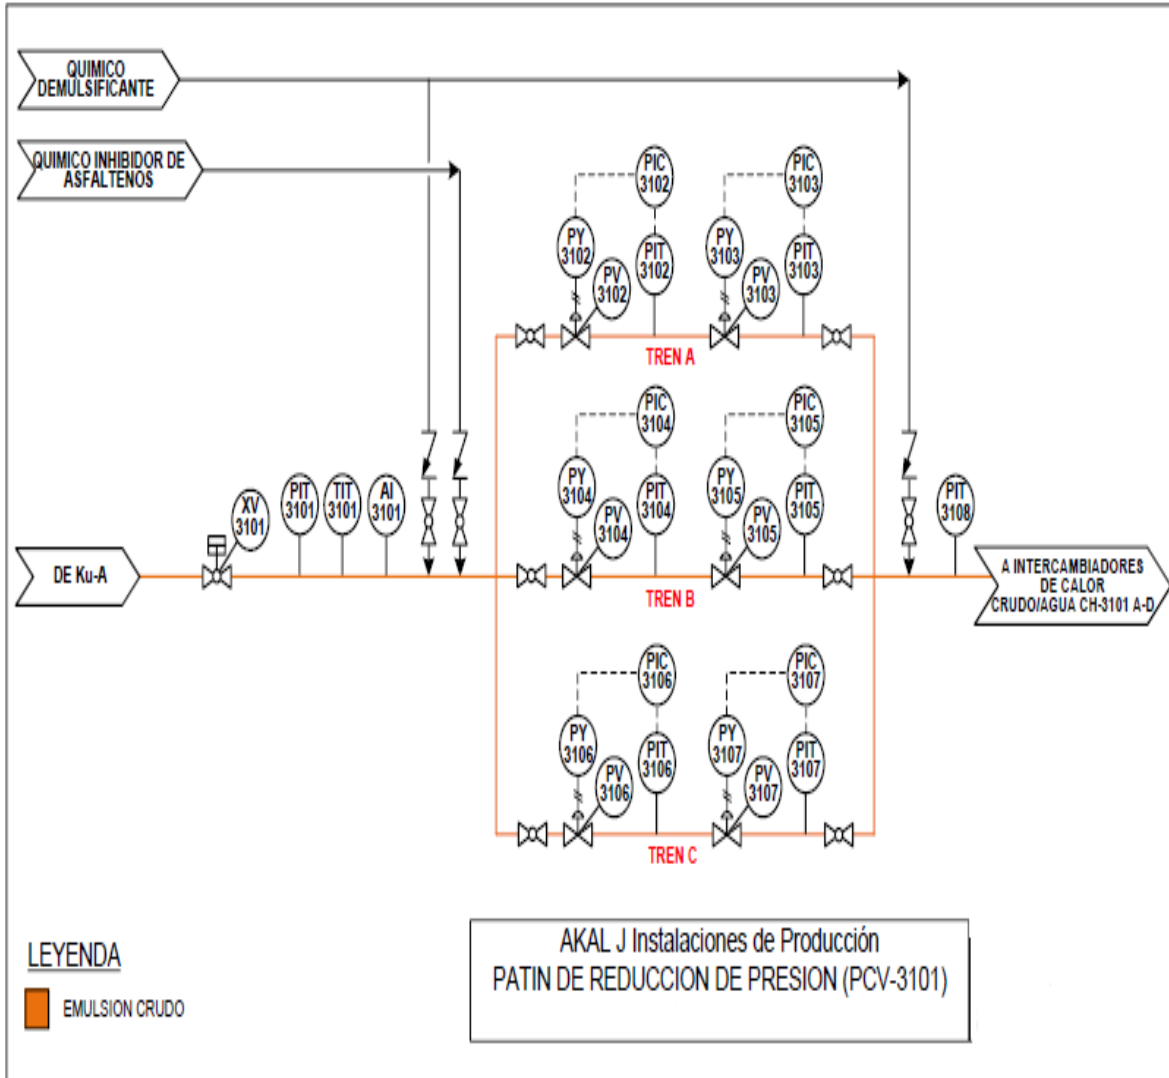 QUIMICO
DEMULSIFICANTE
QUIMICO INHIBIDOR DE
ASFALTENOS
PIC
3102
PIC
3103
PY
3102
PV
3102
PIT
3102
PY
3103
PV
3103
PIT
3103
TREN A
PIC
3104
PIC
3105
PY
3104
PV
3104
PIT
3104
PY
3105
PV
3105
PIT
3105
XV
3101
PIT
3101
TIT
3101
AI
3101
PIT
3108
DE Ku-A
TREN B
A INTERCAMBIADORES
DE CALOR
CRUDO/AGUA CH-3101 A-D
PIC
3106
PIC
3107
PY
3106
PV
3106
PIT
3106
PY
3107
PV
3107
PIT
3107
TREN C
LEYENDA
EMULSION CRUDO
AKAL J Instalaciones de Producción
PATIN DE REDUCCION DE PRESION (PCV-3101)